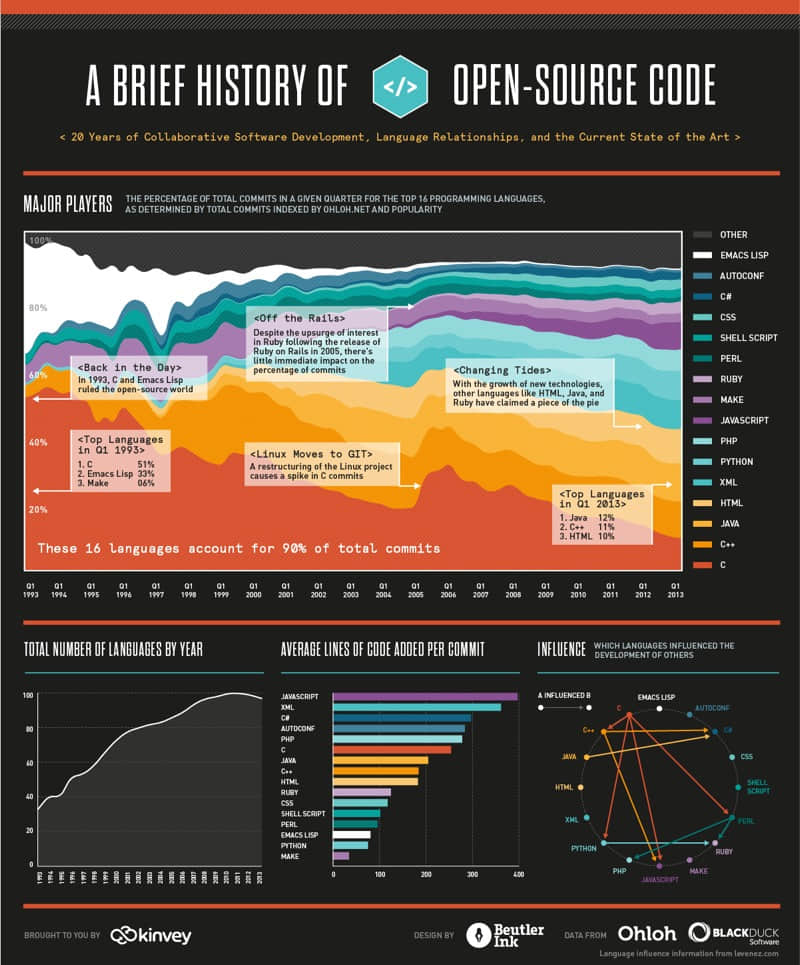 A BRIEF HISTORY OF </> OPEN-SOURCE CODE
< 20 Years of Collaborative Software Development, Language Relationships, and the Current State of the Art >
MAJOR PLAYERS
THE PERCENTAGE OF TOTAL COMMITS IN A GIVEN QUARTER FOR THE TOP 16 PROGRAMMING LANGUAGES,
AS DETERMINED BY TOTAL COMMITS INDEXED BY OHLOH.NET AND POPULARITY
100%
80%
60%
40%
20%
<Back in the Day>
In 1993, C and Emacs Lisp
ruled the open-source world
<Top Languages
in Q1 1993>
1. C 51%
2. Emacs Lisp 33%
3. Make 06%
<Off the Rails>
Despite the upsurge of interest
in Ruby following the release of
Ruby on Rails in 2005, there's
little immediate impact on the
percentage of commits
<Linux Moves to GIT>
A restructuring of the Linux project
causes a spike in C commits
<Changing Tides>
With the growth of new technologies,
other languages like HTML, Java, and
Ruby have claimed a piece of the pie
<Top Languages
in Q1 2013>
1. Java 12%
2. C++ 11%
3. HTML 10%
These 16 languages account for 90% of total commits
OTHER
EMACS LISP
AUTOCONF
C#
CSS
SHELL SCRIPT
PERL
RUBY
MAKE
JAVASCRIPT
PHP
PYTHON
XML
HTML
JAVA
C++
C
Q1 Q1 Q1 Q1 Q1 Q1 Q1 Q1 Q1 Q1 Q1 Q1 Q1 Q1 Q1 Q1 Q1 Q1 Q1 Q1 Q1
1993 1994 1995 1996 1997 1998 1999 2000 2001 2002 2003 2004 2005 2006 2007 2008 2009 2010 2011 2012 2013
TOTAL NUMBER OF LANGUAGES BY YEAR
100
80
60
40
20
0
1993 1994 1995 1996 1997 1998 1999 2000 2001 2002 2003 2004 2005 2006 2007 2008 2009 2010 2011 2012 2013
AVERAGE LINES OF CODE ADDED PER COMMIT
JAVASCRIPT
XML
C#
AUTOCONF
PHP
C
JAVA
C++
HTML
RUBY
CSS
SHELL SCRIPT
PERL
EMACS LISP
PYTHON
MAKE
0 100 200 300 400
INFLUENCE
WHICH LANGUAGES INFLUENCED THE
DEVELOPMENT OF OTHERS
A INFLUENCED B
EMACS LISP
C
AUTOCONF
C++
C#
JAVA
CSS
HTML
SHELL
SCRIPT
XML
PERL
PYTHON
RUBY
PHP
MAKE
JAVASCRIPT
BROUGHT TO YOU BY
kinvey
DESIGN BY
Beutler
Ink
DATA FROM
Ohloh
BLACKDUCK
Software
Language influence information from levenez.com